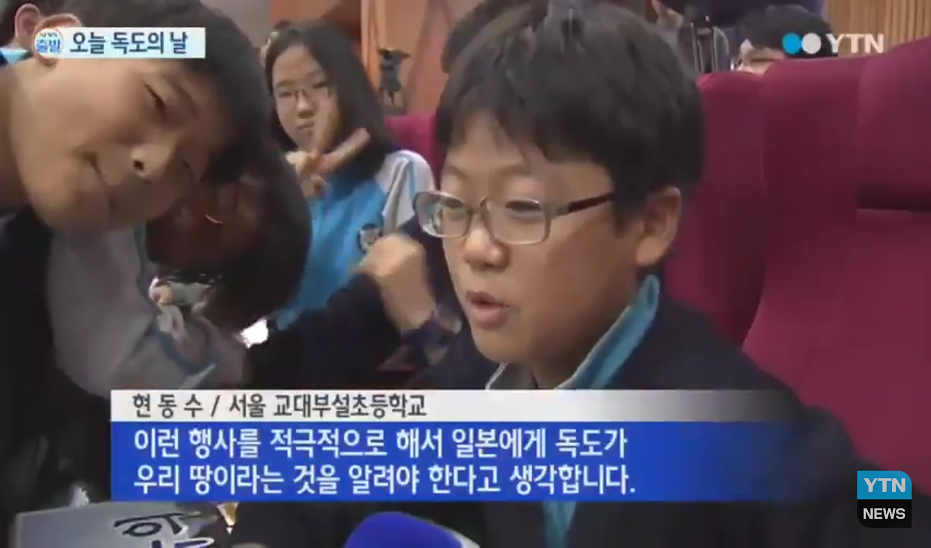 출발
오늘 독도의 날
YTN
현 동 수 / 서울 교대부설초등학교
이런 행사를 적극적으로 해서 일본에게 독도가
우리 땅이라는 것을 알려야 한다고 생각합니다.
YTN
NEWS